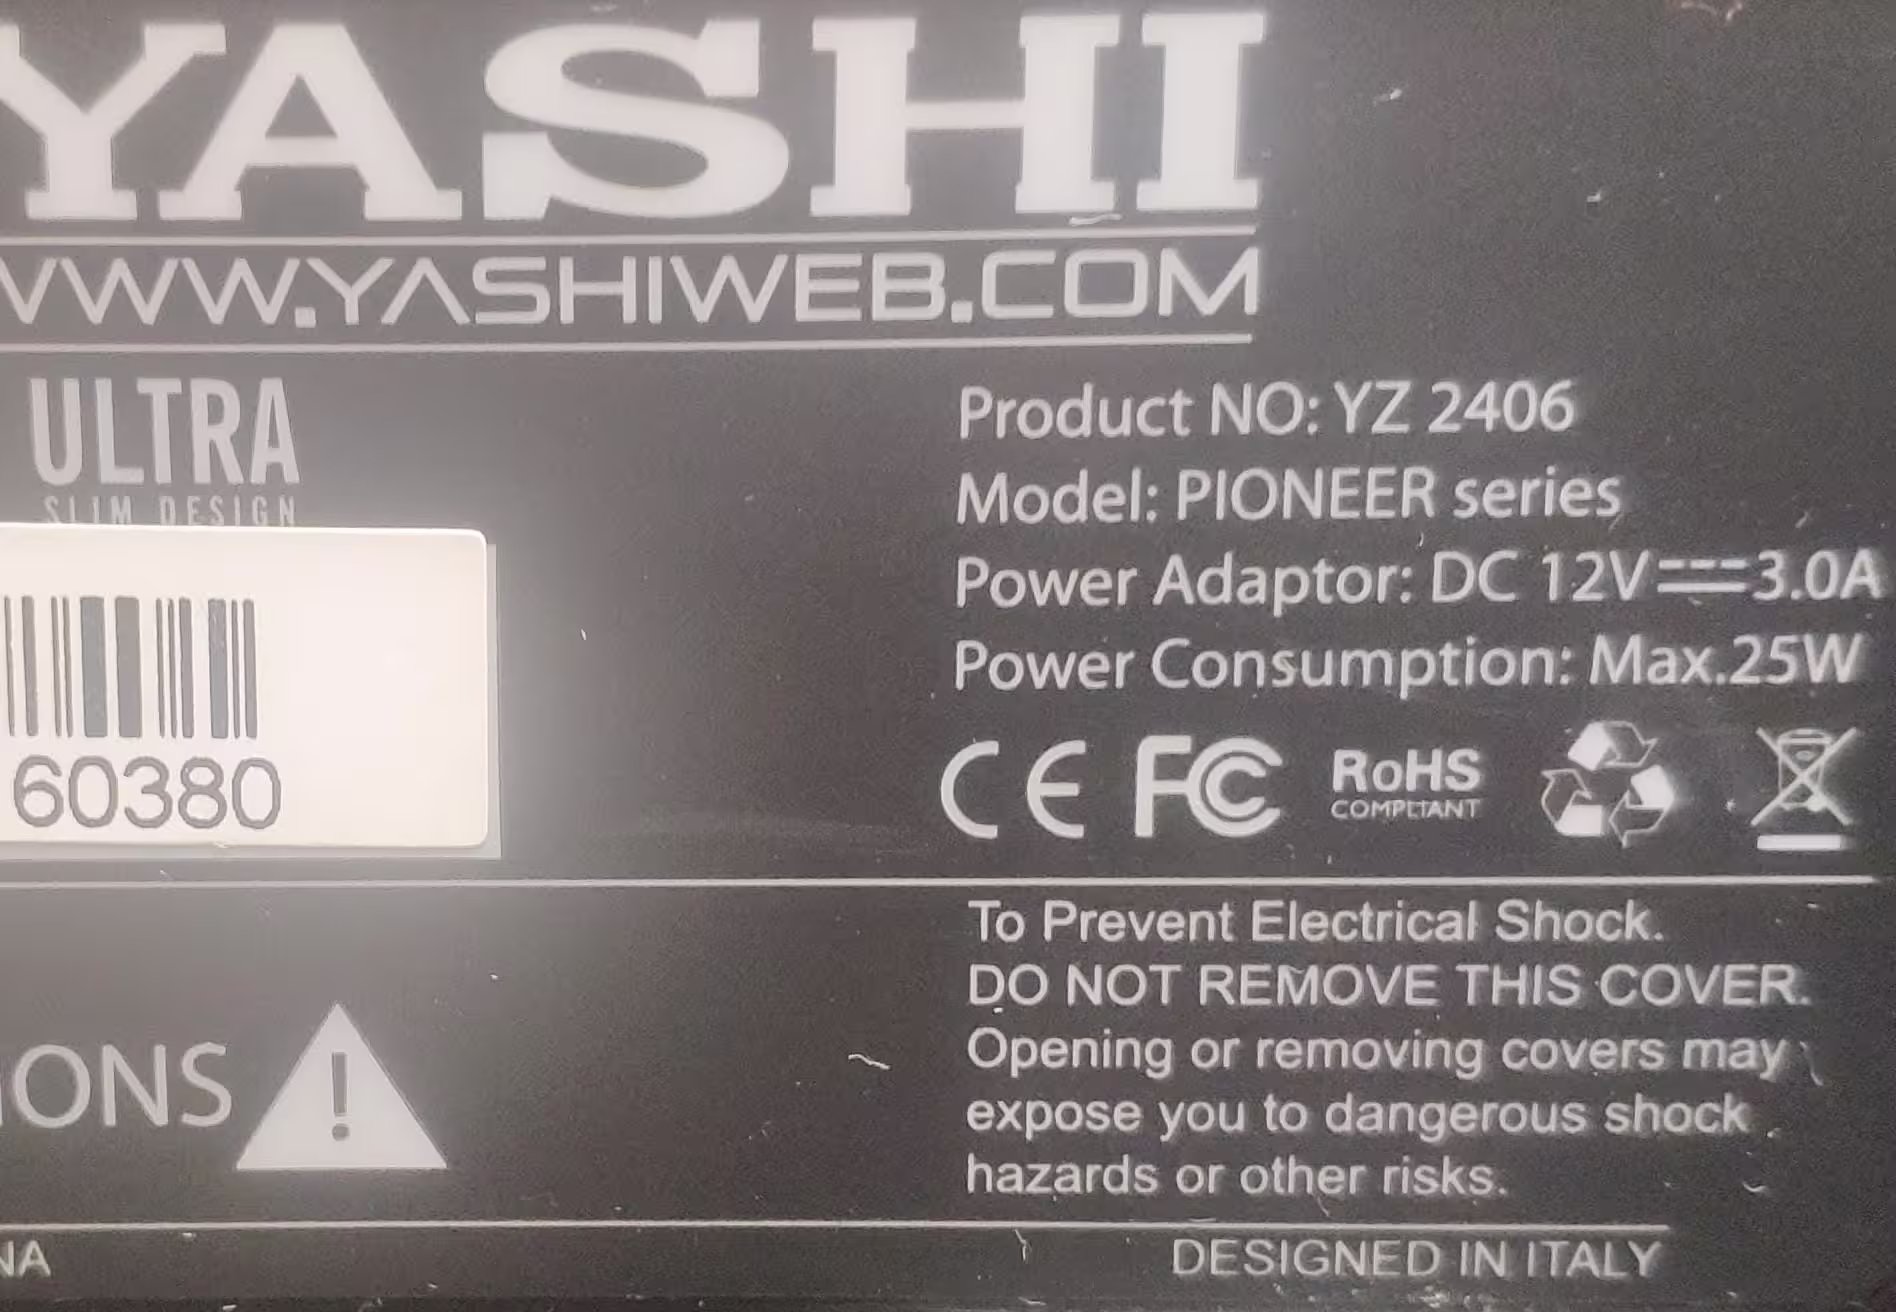 YASHI
WWW.YASHIWEB.COM
ULTRA
SLIM DESIGN
Product NO: YZ 2406
Model: PIONEER series
Power Adaptor: DC 12V⎓3.0A
Power Consumption: Max.25W
60380
CE FC RoHS
COMPLIANT
To Prevent Electrical Shock.
DO NOT REMOVE THIS COVER.
Opening or removing covers may
expose you to dangerous shock
hazards or other risks.
DESIGNED IN ITALY